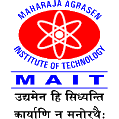 MAHARAJA AGRASEN
INSTITUTE OF TECHNOLOGY
MAIT
उद्यमेन हि सिध्यन्ति
कार्याणि न मनोरथैः